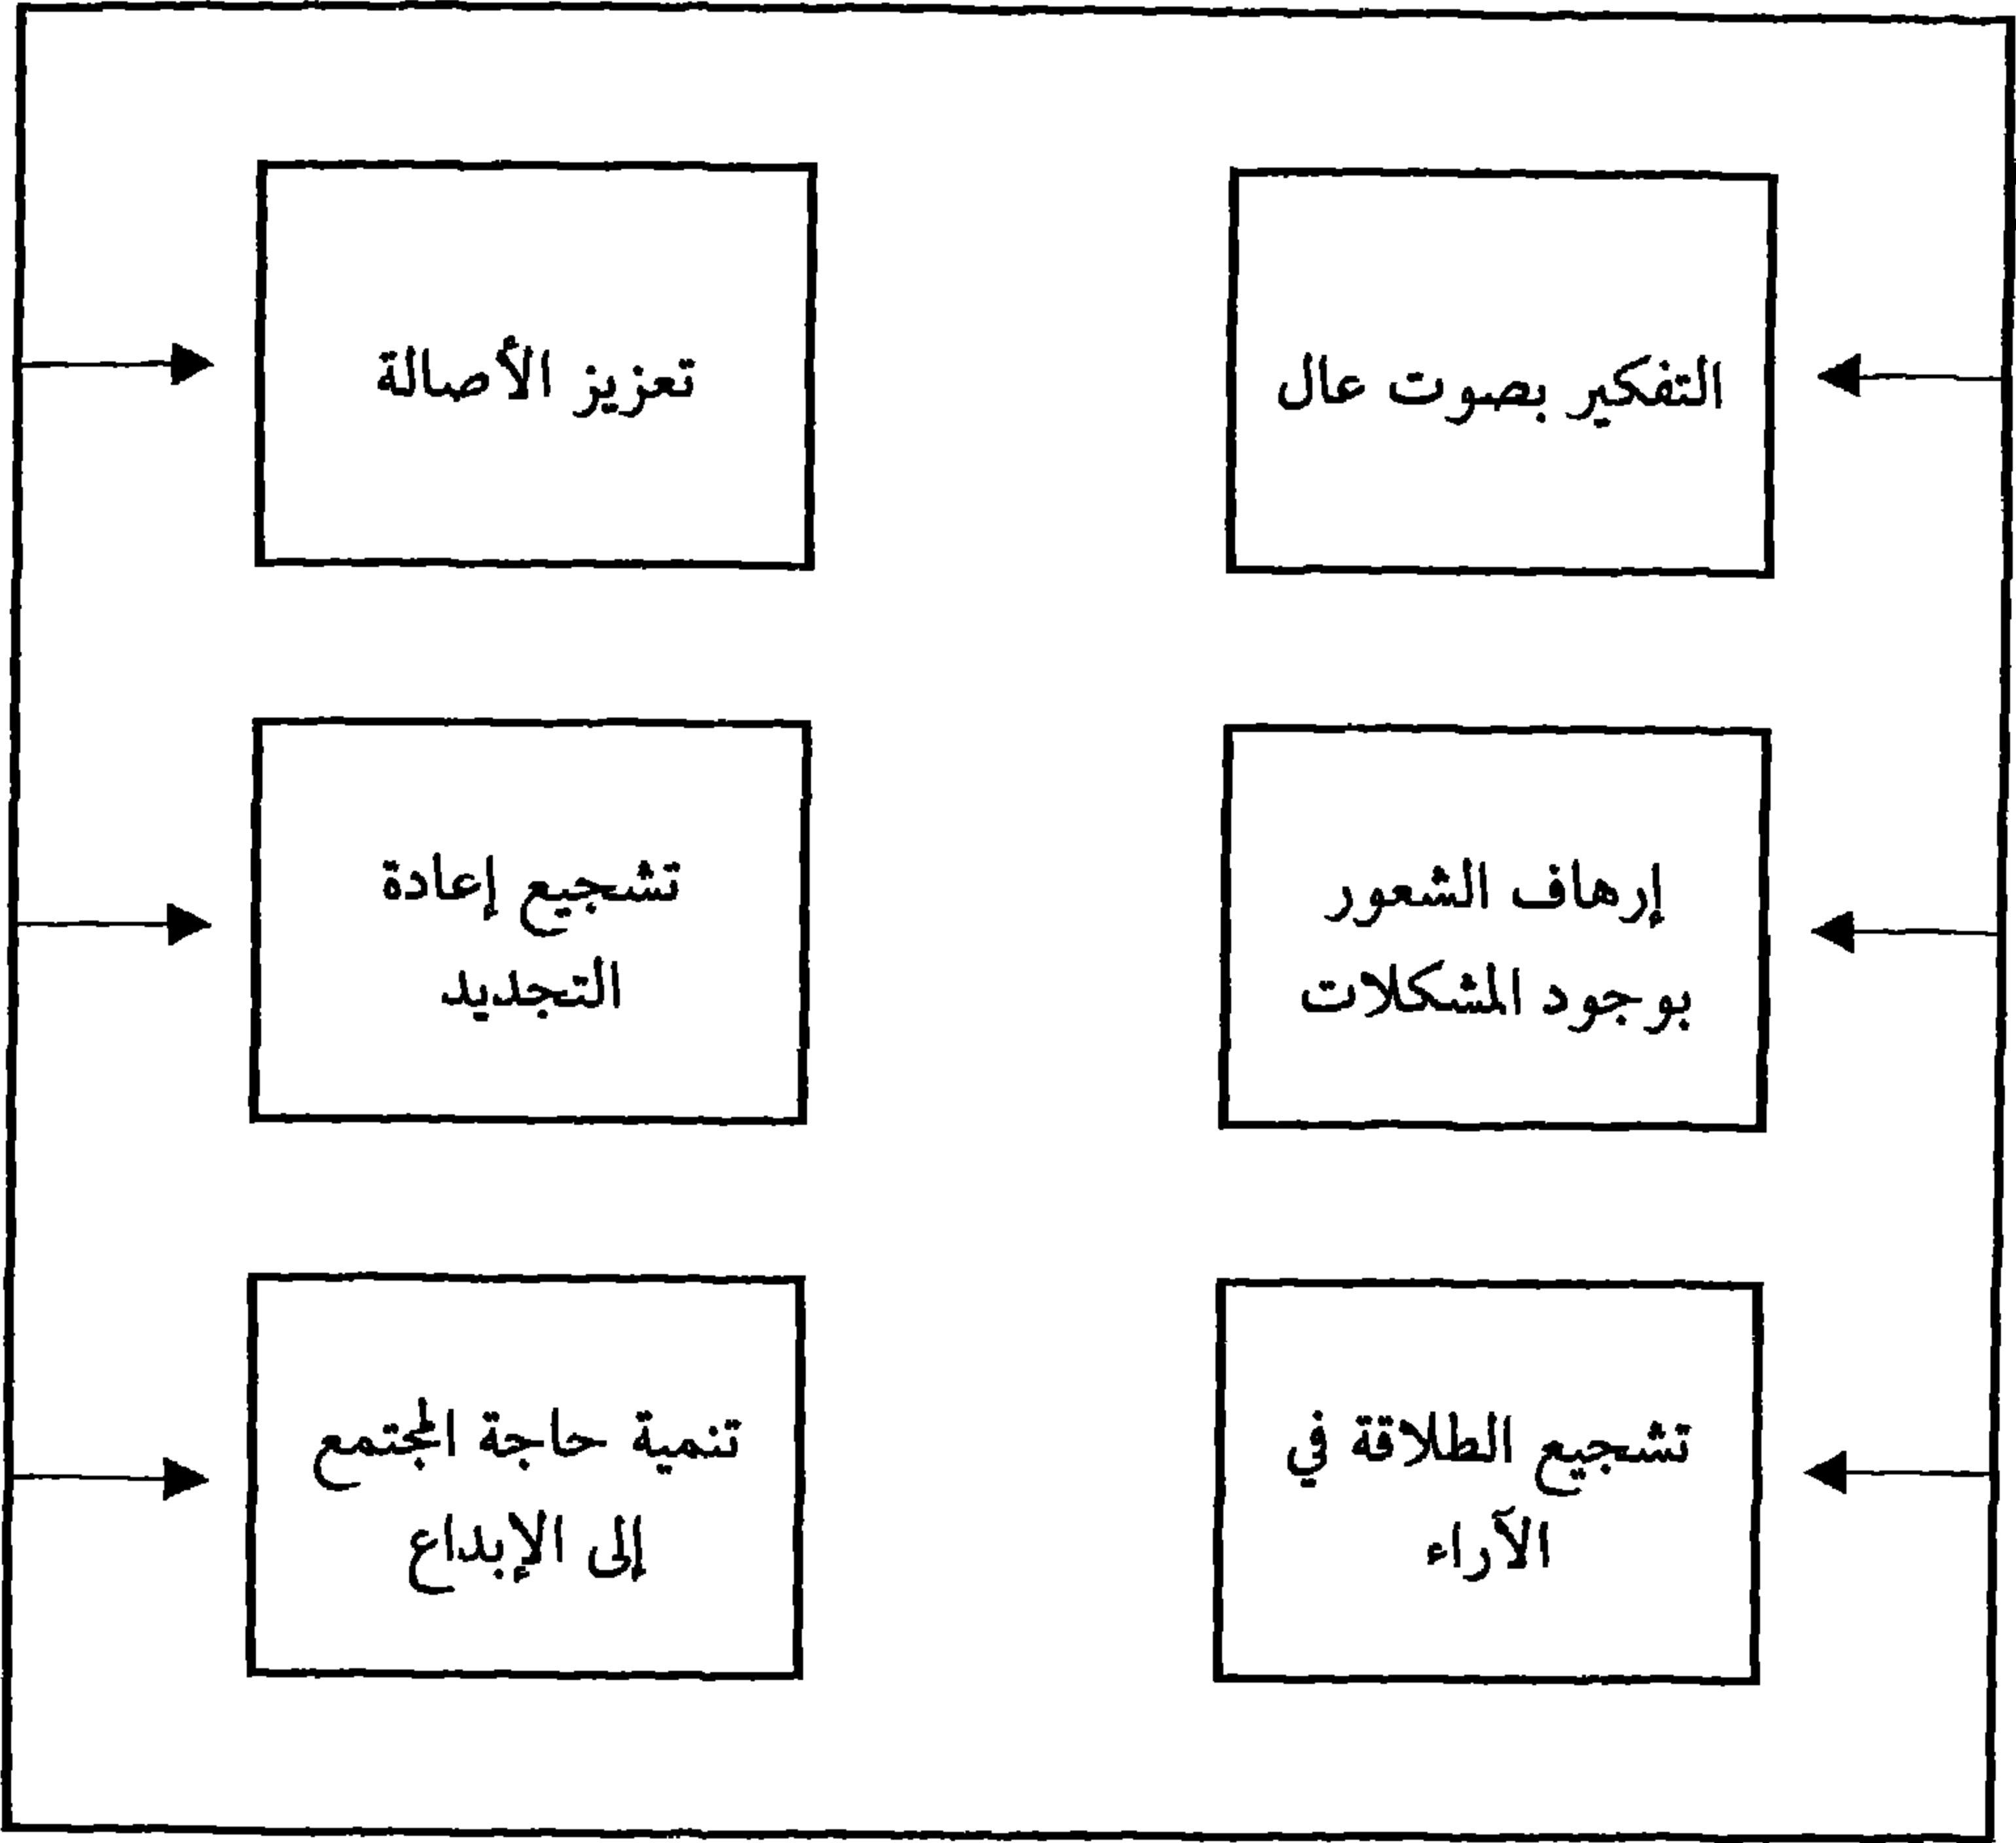 التفكير بصوت عال
تعزيز الأصالة
إرهاف الشعور
بوجود المشكلات
تشجيع إعادة
التجديد
تشجيع الطلاقة في
الآراء
تنمية حاجة المجتمع
إلى الإبداع